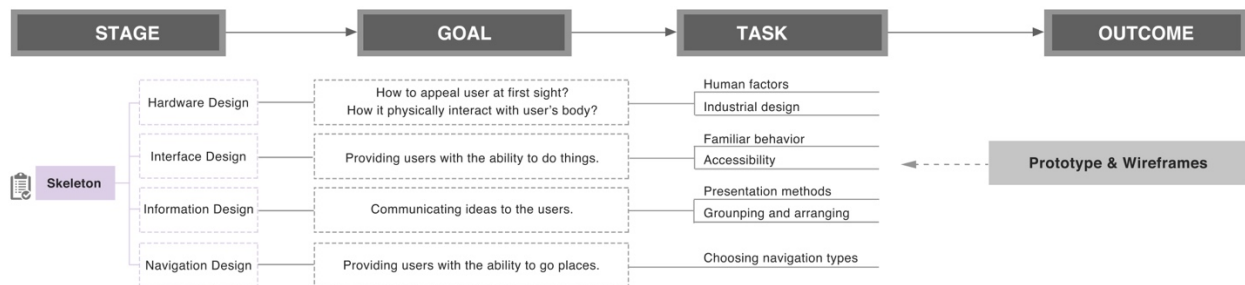 STAGE
GOAL
TASK
OUTCOME
Skeleton
Hardware Design
How to appeal user at first sight?
How it physically interact with user's body?
Human factors
Industrial design
Interface Design
Providing users with the ability to do things.
Familiar behavior
Accessibility
Information Design
Communicating ideas to the users.
Presentation methods
Grounping and arranging
Navigation Design
Providing users with the ability to go places.
Choosing navigation types
Prototype & Wireframes